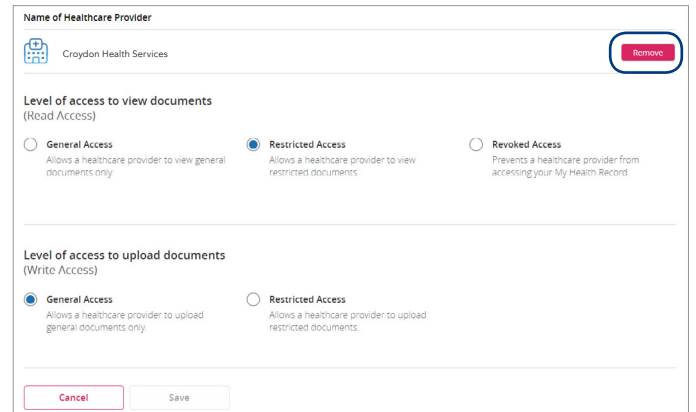 Name of Healthcare Provider
Croydon Health Services
Remove
Level of access to view documents
(Read Access)
General Access
Allows a healthcare provider to view general
documents only.
Restricted Access
Allows a healthcare provider to view
restricted documents.
Revoked Access
Prevents a healthcare provider from
accessing your My Health Record.
Level of access to upload documents
(Write Access)
General Access
Allows a healthcare provider to upload
general documents only.
Restricted Access
Allows a healthcare provider to upload
restricted documents.
Cancel
Save